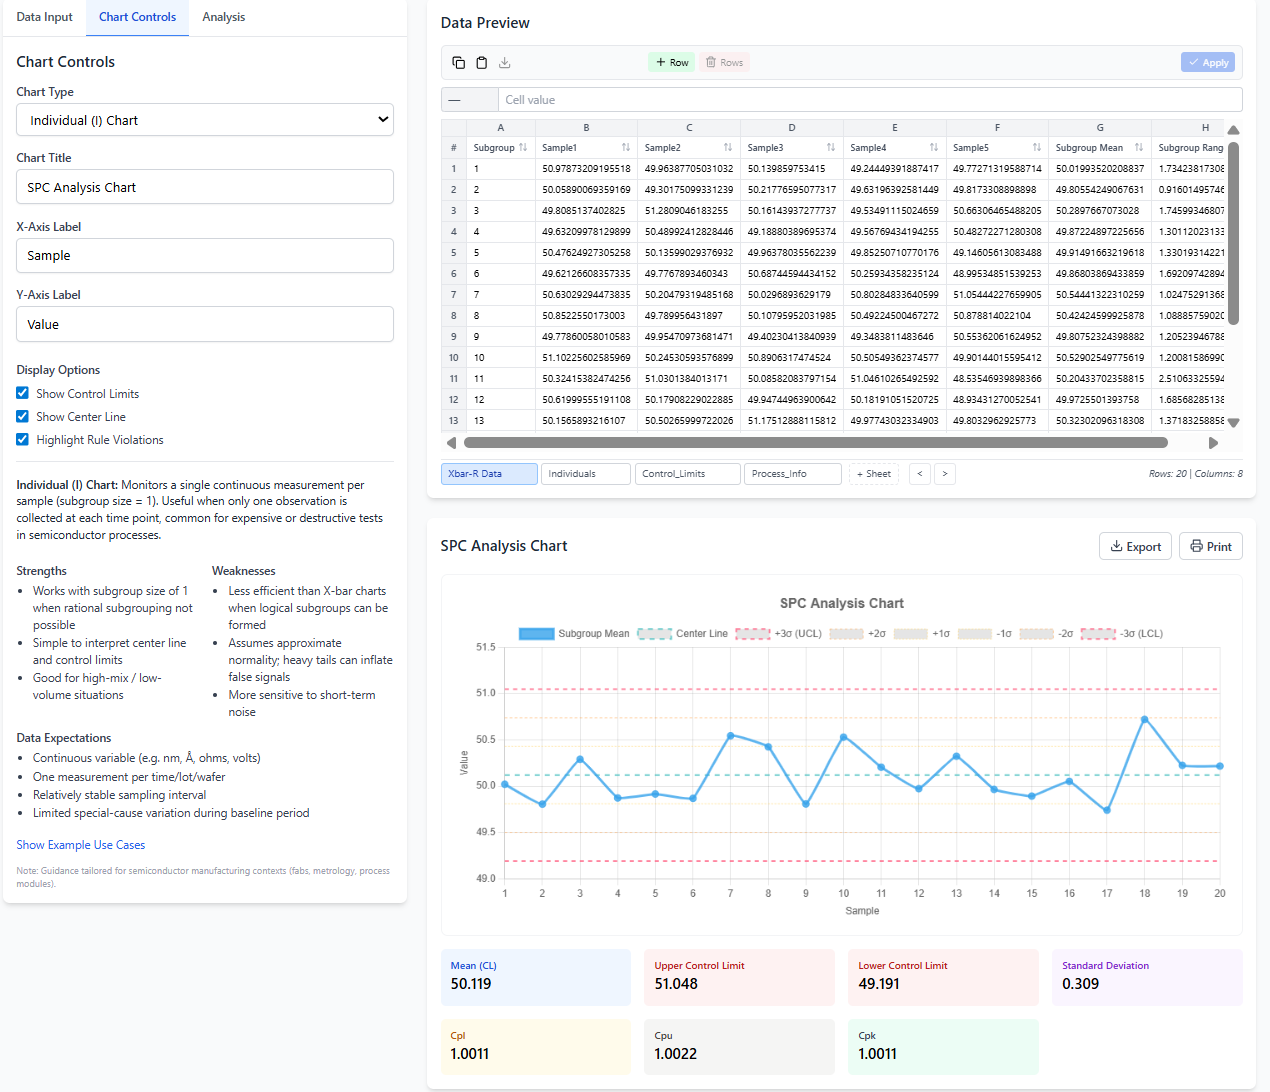 Data Input
Chart Controls
Analysis
Chart Controls
Chart Type
Individual (I) Chart
Chart Title
SPC Analysis Chart
X-Axis Label
Sample
Y-Axis Label
Value
Display Options
Show Control Limits
Show Center Line
Highlight Rule Violations
Individual (I) Chart: Monitors a single continuous measurement per
sample (subgroup size = 1). Useful when only one observation is
collected at each time point, common for expensive or destructive tests
in semiconductor processes.
Strengths
Works with subgroup size of 1
when rational subgrouping not
possible
Simple to interpret center line
and control limits
Good for high-mix / low-
volume situations
Weaknesses
Less efficient than X-bar charts
when logical subgroups can be
formed
Assumes approximate
normality; heavy tails can inflate
false signals
More sensitive to short-term
noise
Data Expectations
Continuous variable (e.g. nm, Å, ohms, volts)
One measurement per time/lot/wafer
Relatively stable sampling interval
Limited special-cause variation during baseline period
Show Example Use Cases
Note: Guidance tailored for semiconductor manufacturing contexts (fabs, metrology, process
modules).
Data Preview
+ Row
Rows
Apply
—
Cell value
A B C D E F G H
# Subgroup Sample1 Sample2 Sample3 Sample4 Sample5 Subgroup Mean Subgroup Rang
1 1 50.97873209195518 49.96387705031032 50.139859753415 49.24449391887417 49.77271319588714 50.01993520208837 1.73423817308
2 2 50.05890069359169 49.30175099331239 50.21776595077317 49.63196392581449 49.8173308898898 49.80554249067631 0.91601495746
3 3 49.8085137402825 51.2809046183255 50.16143937277737 49.53491115024659 50.66306465488205 50.2897667073028 1.74599346807
4 4 49.63209978129899 50.48992412828446 49.18880389695374 49.56769434194255 50.48272271280308 49.87224897225656 1.30112023133
5 5 50.47624927305258 50.13599029376932 49.96378035562239 49.85250710770176 49.14605613083488 49.91491663219618 1.33019314221
6 6 49.62126608357335 49.7767893460343 50.68744594434152 50.25934358235124 48.99534851539253 49.86803869433859 1.69209742894
7 7 50.63029294473835 50.20479319485168 50.0296893629179 50.80284833640599 51.05444227659905 50.54441322310259 1.02475291368
8 8 50.8522550173003 49.789956431897 50.10795952031985 50.49224500467272 50.878814022104 50.42424599925878 1.08885759020
9 9 49.77860058010583 49.95470973681471 49.40230413840939 49.3483811483646 50.55362061624952 49.80752324398882 1.20523946788
10 10 51.10225602585969 50.24530593576899 50.8906317474524 50.50549362374577 49.90144015595412 50.52902549775619 1.20081586990
11 11 50.32415382474256 51.0301384013171 50.08582083797154 51.04610265492592 48.53546939898366 50.20433702358815 2.51063325594
12 12 50.61999555191108 50.17908229022885 49.94744963900642 50.18191051520725 48.93431270052541 49.9725501393758 1.68568285138
13 13 50.1565893216107 50.50265999722026 51.17512888115812 49.97743032334903 49.8032962925773 50.32302096318308 1.37183258858
Xbar-R Data
Individuals
Control_Limits
Process_Info
+ Sheet
<
>
Rows: 20 | Columns: 8
SPC Analysis Chart
Export
Print
SPC Analysis Chart
Subgroup Mean
Center Line
+3σ (UCL)
+2σ
+1σ
-1σ
-2σ
-3σ (LCL)
51.5
51.0
50.5
50.0
49.5
49.0
Value
1 2 3 4 5 6 7 8 9 10 11 12 13 14 15 16 17 18 19 20
Sample
Mean (CL)
50.119
Upper Control Limit
51.048
Lower Control Limit
49.191
Standard Deviation
0.309
Cpl
1.0011
Cpu
1.0022
Cpk
1.0011